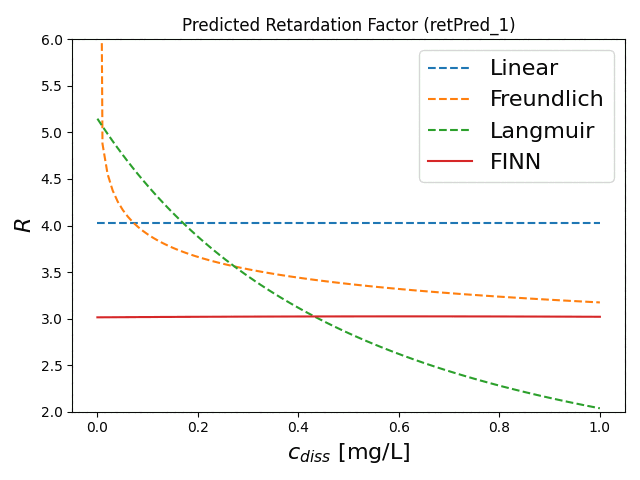 Predicted Retardation Factor (retPred_1)
6.0
5.5
5.0
4.5
4.0
3.5
3.0
2.5
2.0
R
Linear
Freundlich
Langmuir
FINN
0.0 0.2 0.4 0.6 0.8 1.0
c_diss [mg/L]